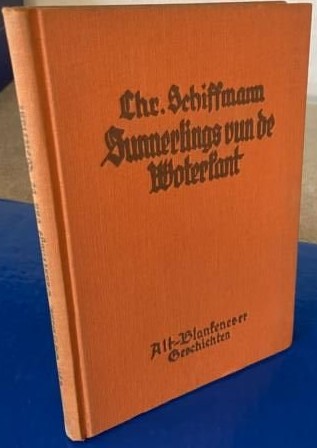 Chr. Schiffmann
Sunnerlings vun de
Woterkant
Alt-Blankeneser
Geschichten